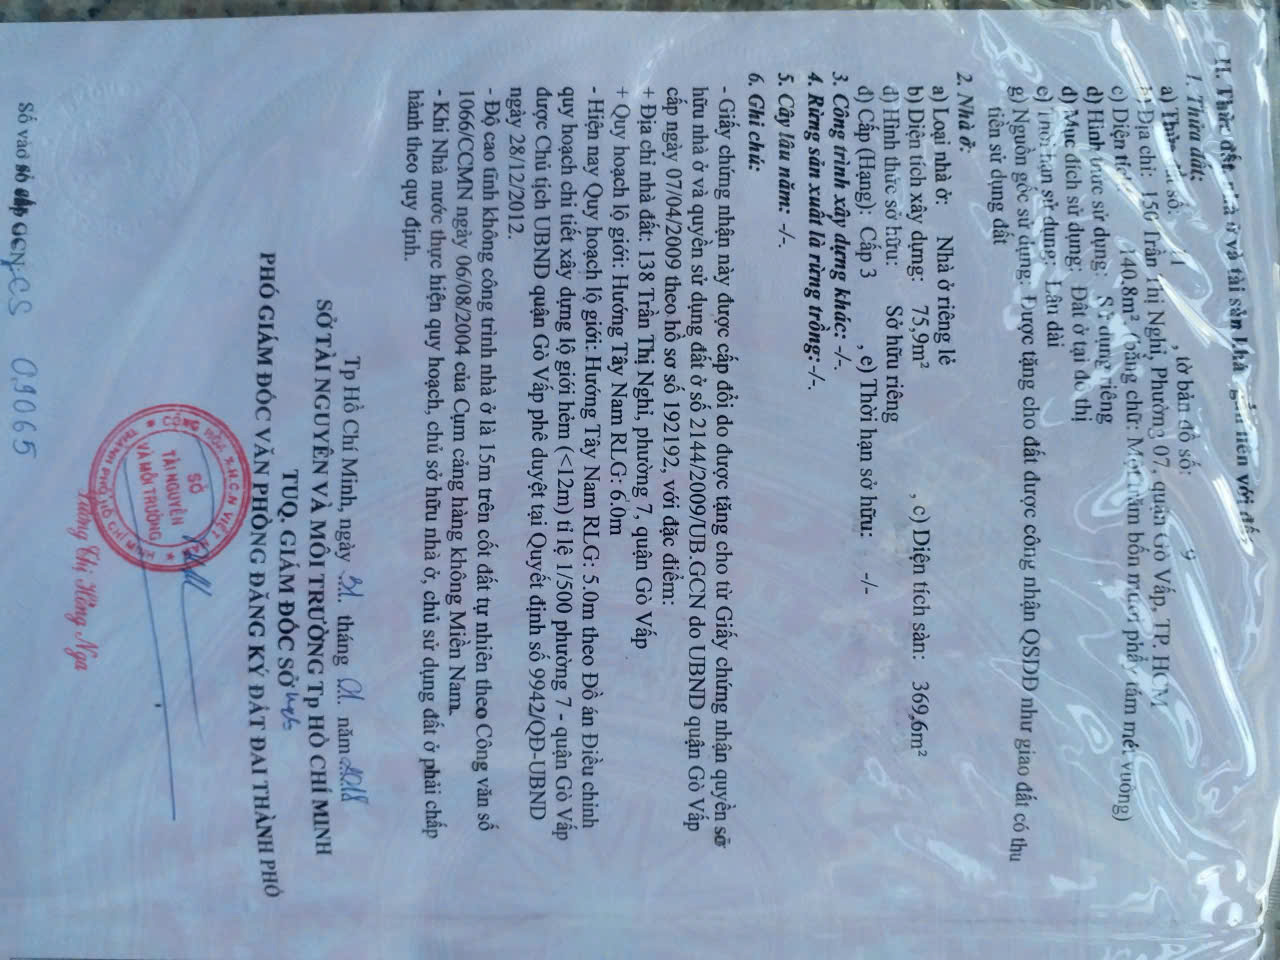 II. Thửa đất, nhà ở và tài sản khác gắn liền với đất
1. Thửa đất:
a) Thửa đất số: , tờ bản đồ số: 9
b) Địa chỉ: 156 Trần Thị Nghỉ, Phường 07, quận Gò Vấp, TP. HCM
c) Diện tích: 140,8m² (bằng chữ: Một trăm bốn mươi phẩy tám mét vuông)
d) Hình thức sử dụng: Sử dụng riêng
đ) Mục đích sử dụng: Đất ở tại đô thị
e) Thời hạn sử dụng: Lâu dài
g) Nguồn gốc sử dụng: Được tặng cho đất được công nhận QSDĐ như giao đất có thu
tiền sử dụng đất
2. Nhà ở:
a) Loại nhà ở: Nhà ở riêng lẻ
b) Diện tích xây dựng: 75,9m² , c) Diện tích sàn: 369,6m²
d) Hình thức sở hữu: Sở hữu riêng
đ) Cấp (Hạng): Cấp 3 , e) Thời hạn sở hữu: -/-
3. Công trình xây dựng khác: -/-.
4. Rừng sản xuất là rừng trồng:-/-.
5. Cây lâu năm: -/-.
6. Ghi chú:
- Giấy chứng nhận này được cấp đổi do được tặng cho từ Giấy chứng nhận quyền sở
hữu nhà ở và quyền sử dụng đất ở số 2144/2009/UB.GCN do UBND quận Gò Vấp
cấp ngày 07/04/2009 theo hồ sơ số 192192, với đặc điểm:
+ Địa chỉ nhà đất: 138 Trần Thị Nghỉ, phường 7, quận Gò Vấp
+ Quy hoạch lộ giới: Hướng Tây Nam RLG: 6.0m
- Hiện nay Quy hoạch lộ giới: Hướng Tây Nam RLG: 5.0m theo Đồ án Điều chỉnh
quy hoạch chi tiết xây dựng lộ giới hẻm (<12m) tỉ lệ 1/500 phường 7 - quận Gò Vấp
được Chủ tịch UBND quận Gò Vấp phê duyệt tại Quyết định số 9942/QĐ-UBND
ngày 28/12/2012.
- Độ cao tĩnh không công trình nhà ở là 15m trên cốt đất tự nhiên theo Công văn số
1066/CCMN ngày 06/08/2004 của Cụm cảng hàng không Miền Nam.
- Khi Nhà nước thực hiện quy hoạch, chủ sở hữu nhà ở, chủ sử dụng đất ở phải chấp
hành theo quy định.
Tp Hồ Chí Minh, ngày 31 tháng 01 năm 2018
SỞ TÀI NGUYÊN VÀ MÔI TRƯỜNG Tp HỒ CHÍ MINH
TUQ. GIÁM ĐỐC SỞ
PHÓ GIÁM ĐỐC VĂN PHÒNG ĐĂNG KÝ ĐẤT ĐAI THÀNH PHỐ
CỘNG HÒA X.H.C.N VIỆT NAM
SỞ
TÀI NGUYÊN
VÀ MÔI TRƯỜNG
THÀNH PHỐ HỒ CHÍ MINH
Thị Hồng Nga
Số vào sổ cấp GCN: CS 09065